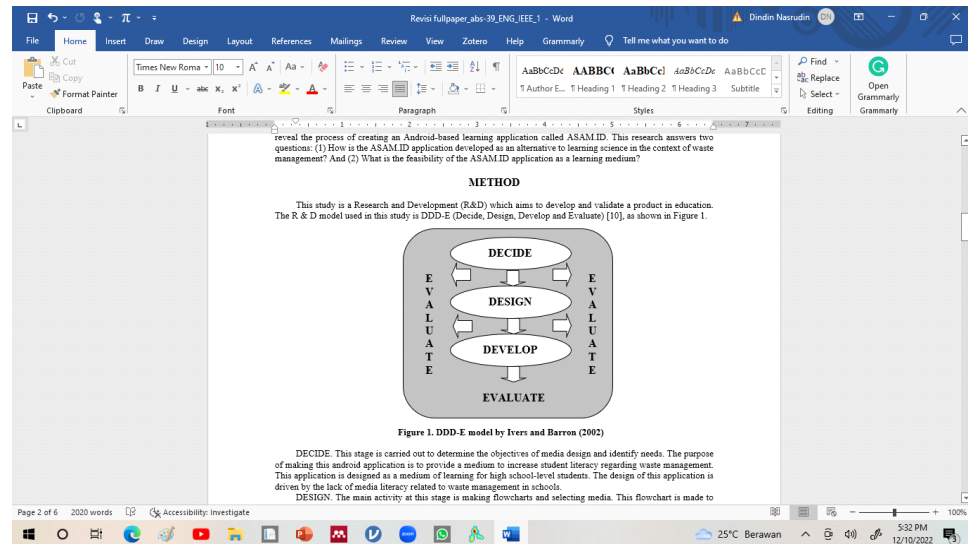 Revisi fullpaper_abs-39_ENG_IEEE_1 - Word
Dindin Nasrudin DN
File Home Insert Draw Design Layout References Mailings Review View Zotero Help Grammarly Tell me what you want to do
Paste
Cut
Copy
Format Painter
Clipboard
Times New Roma 10
Font
Paragraph
AaBbCcDc AABBC( AaBbCc] AaBbCcDc AaBbCcD
¶ Author E... ¶ Heading 1 ¶ Heading 2 ¶ Heading 3 Subtitle
Styles
Find
Replace
Select
Editing
Open
Grammarly
Grammarly
1 2 3 4 5 6 7
reveal the process of creating an Android-based learning application called ASAM.ID. This research answers two
questions: (1) How is the ASAM.ID application developed as an alternative to learning science in the context of waste
management? And (2) What is the feasibility of the ASAM.ID application as a learning medium?
METHOD
This study is a Research and Development (R&D) which aims to develop and validate a product in education.
The R & D model used in this study is DDD-E (Decide, Design, Develop and Evaluate) [10], as shown in Figure 1.
DECIDE
DESIGN
DEVELOP
EVALUATE
EVALUATE
EVALUATE
Figure 1. DDD-E model by Ivers and Barron (2002)
DECIDE. This stage is carried out to determine the objectives of media design and identify needs. The purpose
of making this android application is to provide a medium to increase student literacy regarding waste management.
This application is designed as a medium of learning for high school-level students. The design of this application is
driven by the lack of media literacy related to waste management in schools.
DESIGN. The main activity at this stage is making flowcharts and selecting media. This flowchart is made to
Page 2 of 6 2020 words Accessibility: Investigate 100%
25°C Berawan
5:32 PM
12/10/2022